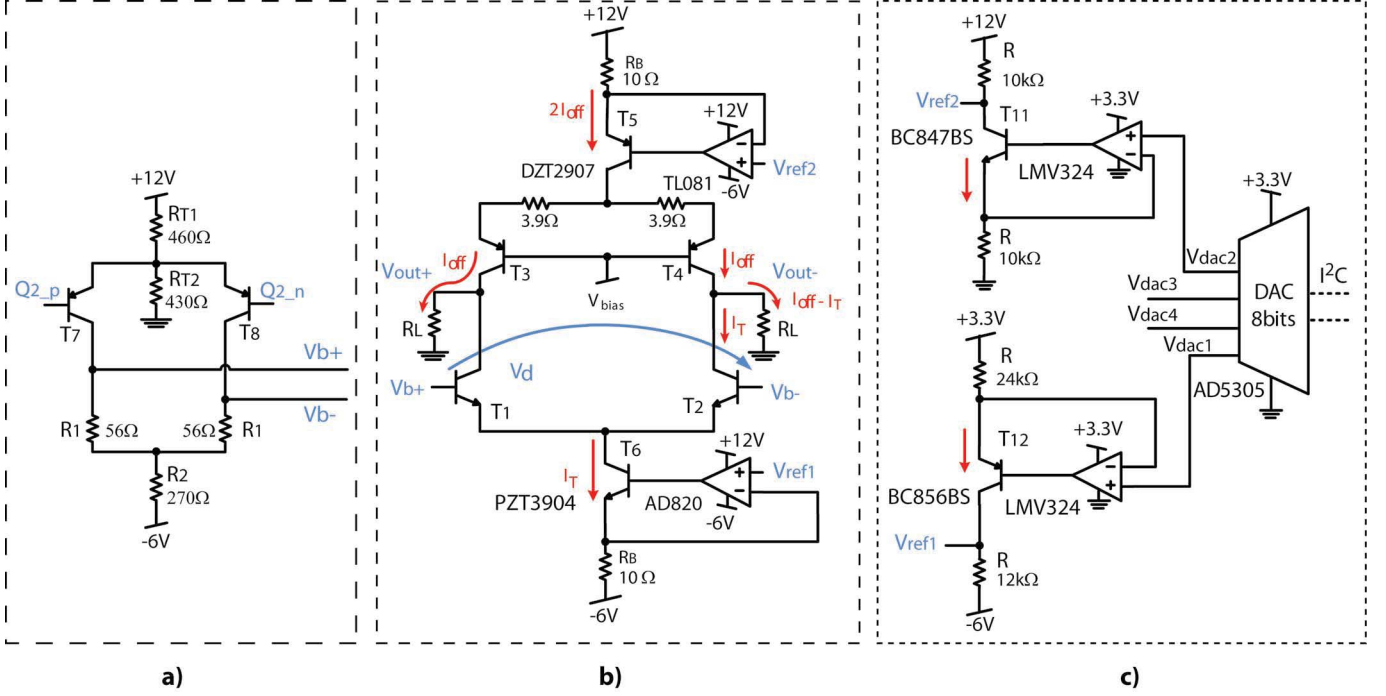 +12V
RT1
460Ω
RT2
430Ω
Q2_p
Q2_n
T7
T8
Vb+
Vb-
R1
56Ω
56Ω
R1
R2
270Ω
-6V
a)
+12V
RB
10 Ω
2Ioff
T5
+12V
-
+
Vref2
DZT2907
TL081
-6V
3.9Ω
3.9Ω
Vout+
Ioff
T3
T4
Ioff
Vout-
Vbias
Ioff - IT
RL
IT
RL
Vd
Vb+
Vb-
T1
T2
T6
+12V
+
-
Vref1
IT
PZT3904
AD820
-6V
RB
10 Ω
-6V
b)
+12V
R
10kΩ
Vref2
T11
+3.3V
+
-
BC847BS
LMV324
R
10kΩ
+3.3V
Vdac2
Vdac3
Vdac4
Vdac1
DAC
8bits
I²C
AD5305
+3.3V
R
24kΩ
T12
+3.3V
-
+
BC856BS
LMV324
Vref1
R
12kΩ
-6V
c)